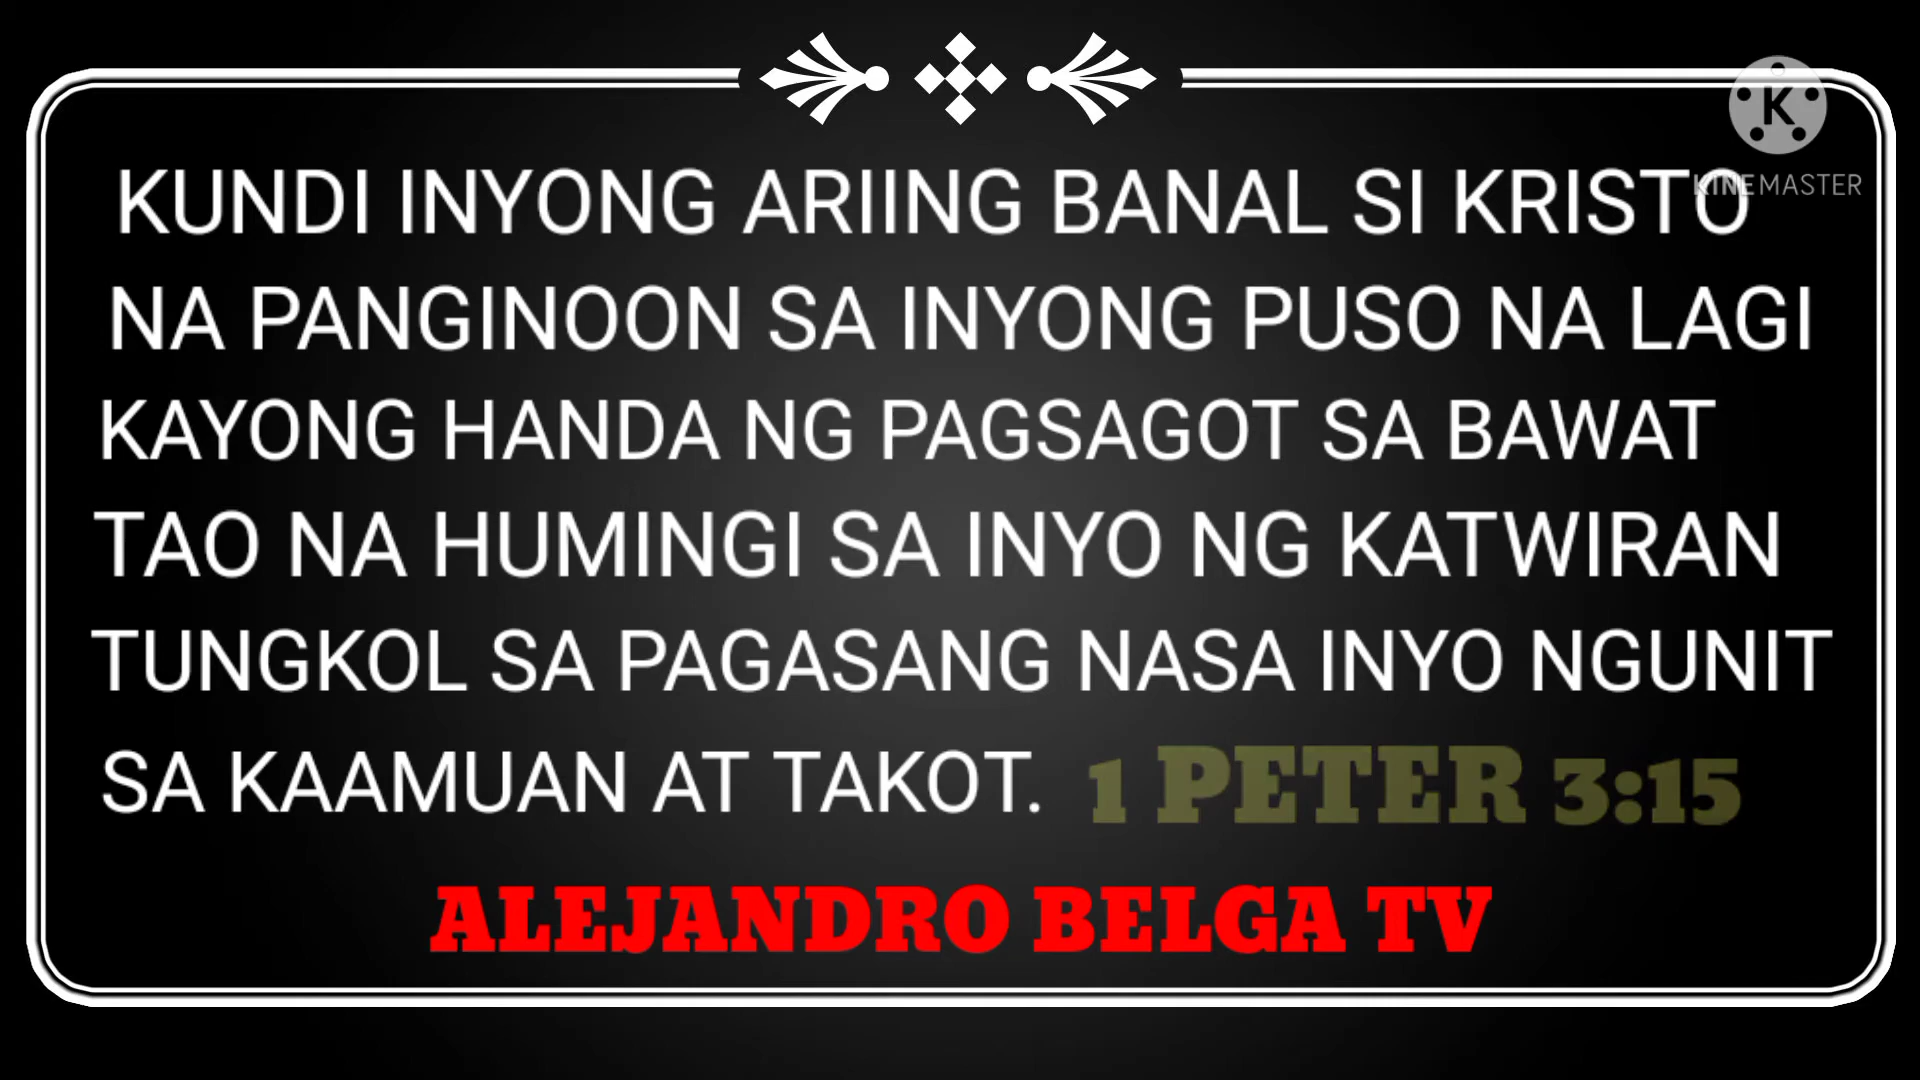 KUNDI INYONG ARIING BANAL SI KRISTO
NA PANGINOON SA INYONG PUSO NA LAGI
KAYONG HANDA NG PAGSAGOT SA BAWAT
TAO NA HUMINGI SA INYO NG KATWIRAN
TUNGKOL SA PAGASANG NASA INYO NGUNIT
SA KAAMUAN AT TAKOT. 1 PETER 3:15
ALEJANDRO BELGA TV
K
KINEMASTER